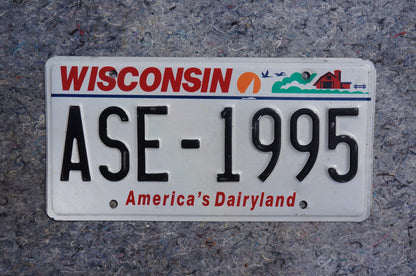 WISCONSIN
ASE-1995
America's Dairyland